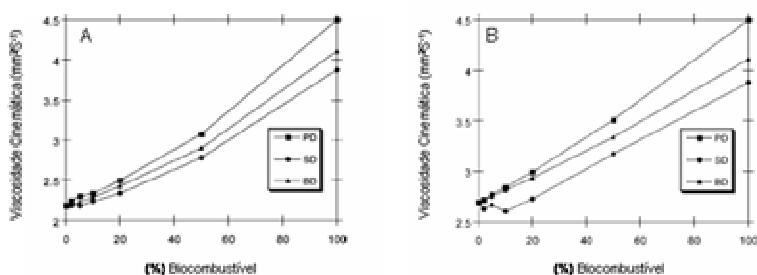 A
Viscosidade Cinemática (mm²S⁻¹)
4.5
4
3.5
3
2.5
2
PD
SD
BD
0 20 40 60 80 100
(%) Biocombustível
B
Viscosidade Cinemática (mm²S⁻¹)
4.5
4
3.5
3
2.5
PD
SD
BD
0 20 40 60 80 100
(%) Biocombustível